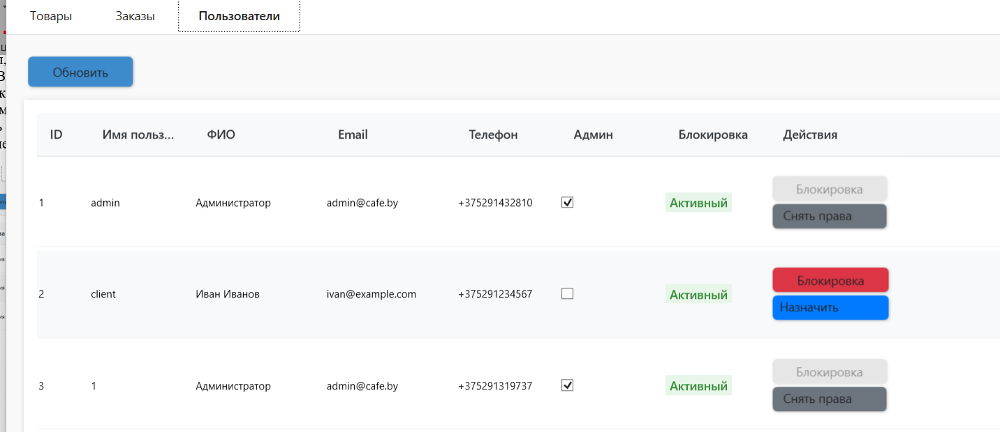 Товары Заказы Пользователи
Обновить
ID Имя польз... ФИО Email Телефон Админ Блокировка Действия
1 admin Администратор admin@cafe.by +375291432810 Активный Блокировка
Снять права
2 client Иван Иванов ivan@example.com +375291234567 Активный Блокировка
Назначить
3 1 Администратор admin@cafe.by +375291319737 Активный Блокировка
Снять права